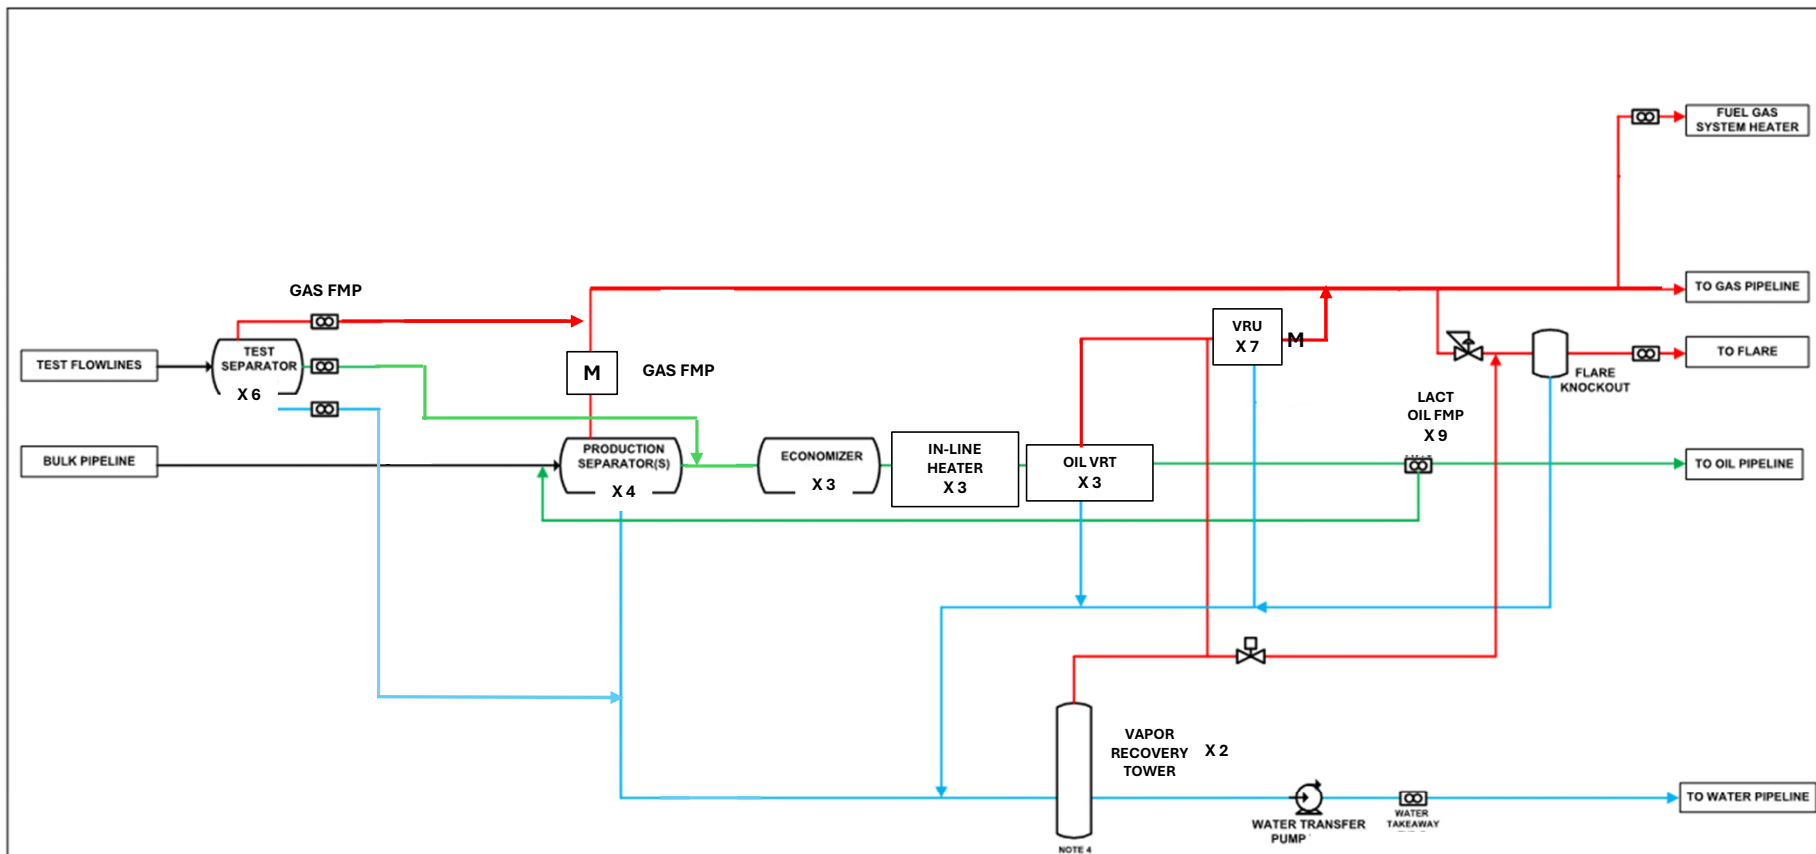 FUEL GAS
SYSTEM HEATER
GAS FMP
TO GAS PIPELINE
TEST FLOWLINES
TEST
SEPARATOR
X 6
M
GAS FMP
VRU
X 7
M
TO FLARE
FLARE
KNOCKOUT
LACT
OIL FMP
X 9
BULK PIPELINE
PRODUCTION
SEPARATOR(S)
X 4
ECONOMIZER
X 3
IN-LINE
HEATER
X 3
OIL VRT
X 3
TO OIL PIPELINE
VAPOR
RECOVERY
TOWER
X 2
TO WATER PIPELINE
WATER TRANSFER
PUMP
WATER
TAKEAWAY
NOTE 4